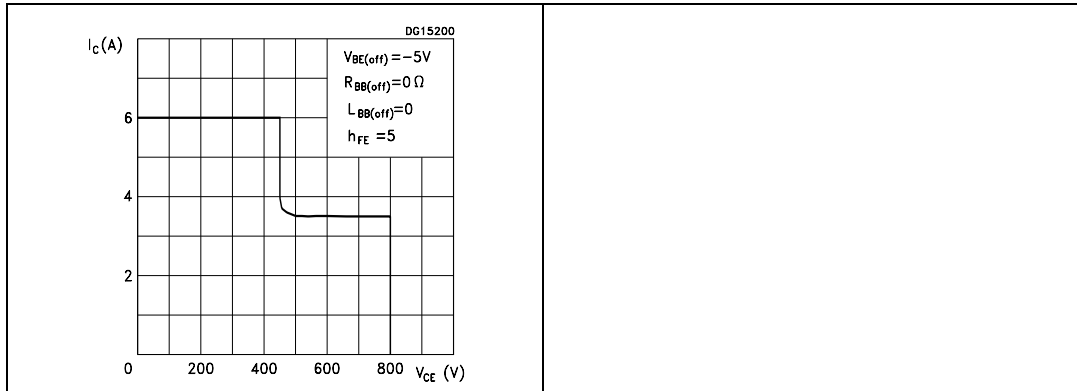 DG15200
I_C(A)
V_BE(off) =-5V
R_BB(off)=0 Ω
L_BB(off)=0
h_FE =5
6
4
2
0 200 400 600 800 V_CE (V)